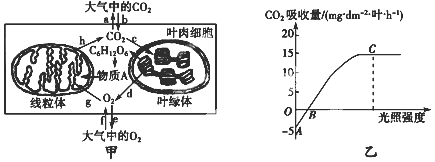 大气中的CO₂
a b
CO₂
h c
叶肉细胞
C₆H₁₂O₆
物质A
线粒体
g d
O₂
叶绿体
f e
大气中的O₂
甲
CO₂吸收量/(mg·dm⁻²·叶·h⁻¹)
20
15
10
5
0
-5
A
B
C
光照强度
乙